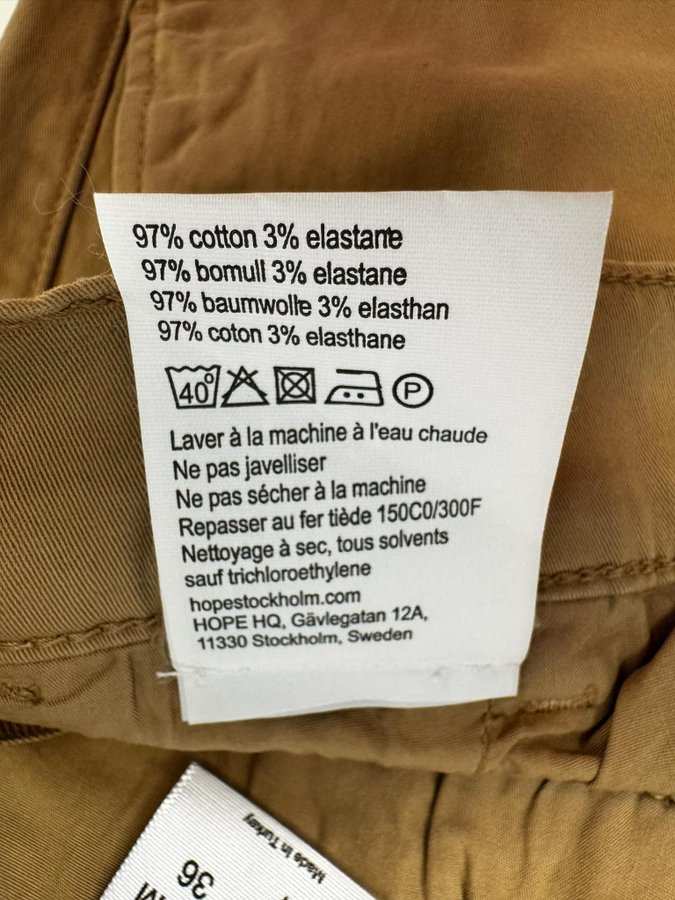 97% cotton 3% elastane
97% bomull 3% elastane
97% baumwolle 3% elasthan
97% coton 3% elasthane
40° P
Laver à la machine à l'eau chaude
Ne pas javelliser
Ne pas sécher à la machine
Repasser au fer tiède 150C0/300F
Nettoyage à sec, tous solvents
sauf trichloroethylene
hopestockholm.com
HOPE HQ, Gävlegatan 12A,
11330 Stockholm, Sweden
Made In Turkey
36
M